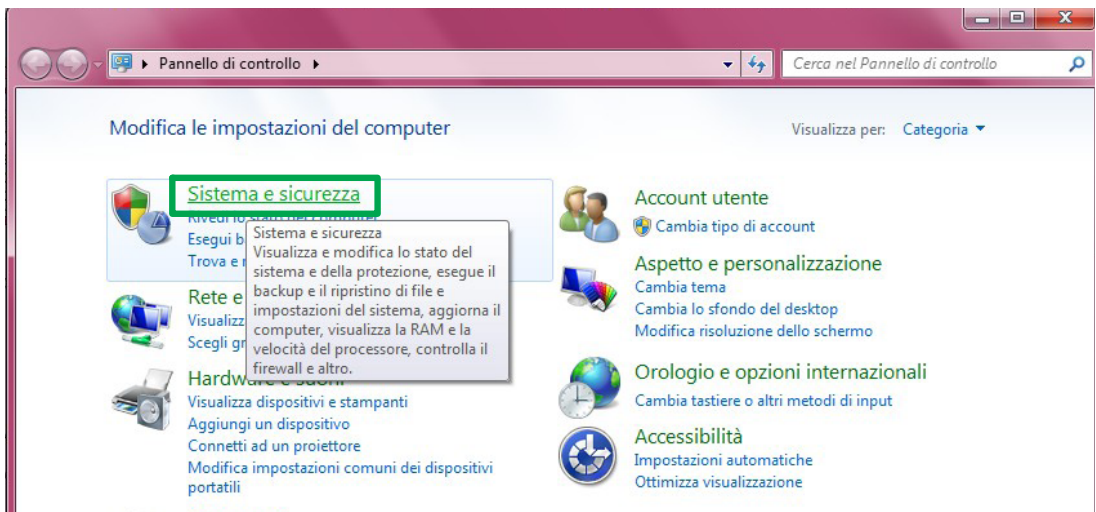 Pannello di controllo
Cerca nel Pannello di controllo
Modifica le impostazioni del computer
Visualizza per: Categoria
Sistema e sicurezza
Rivedi lo stato del computer
Esegui b
Trova e r
Sistema e sicurezza
Visualizza e modifica lo stato del
sistema e della protezione, esegue il
backup e il ripristino di file e
impostazioni del sistema, aggiorna il
computer, visualizza la RAM e la
velocità del processore, controlla il
firewall e altro.
Rete e
Visualizz
Scegli gr
Hardware e suoni
Visualizza dispositivi e stampanti
Aggiungi un dispositivo
Connetti ad un proiettore
Modifica impostazioni comuni dei dispositivi
portatili
Account utente
Cambia tipo di account
Aspetto e personalizzazione
Cambia tema
Cambia lo sfondo del desktop
Modifica risoluzione dello schermo
Orologio e opzioni internazionali
Cambia tastiere o altri metodi di input
Accessibilità
Impostazioni automatiche
Ottimizza visualizzazione